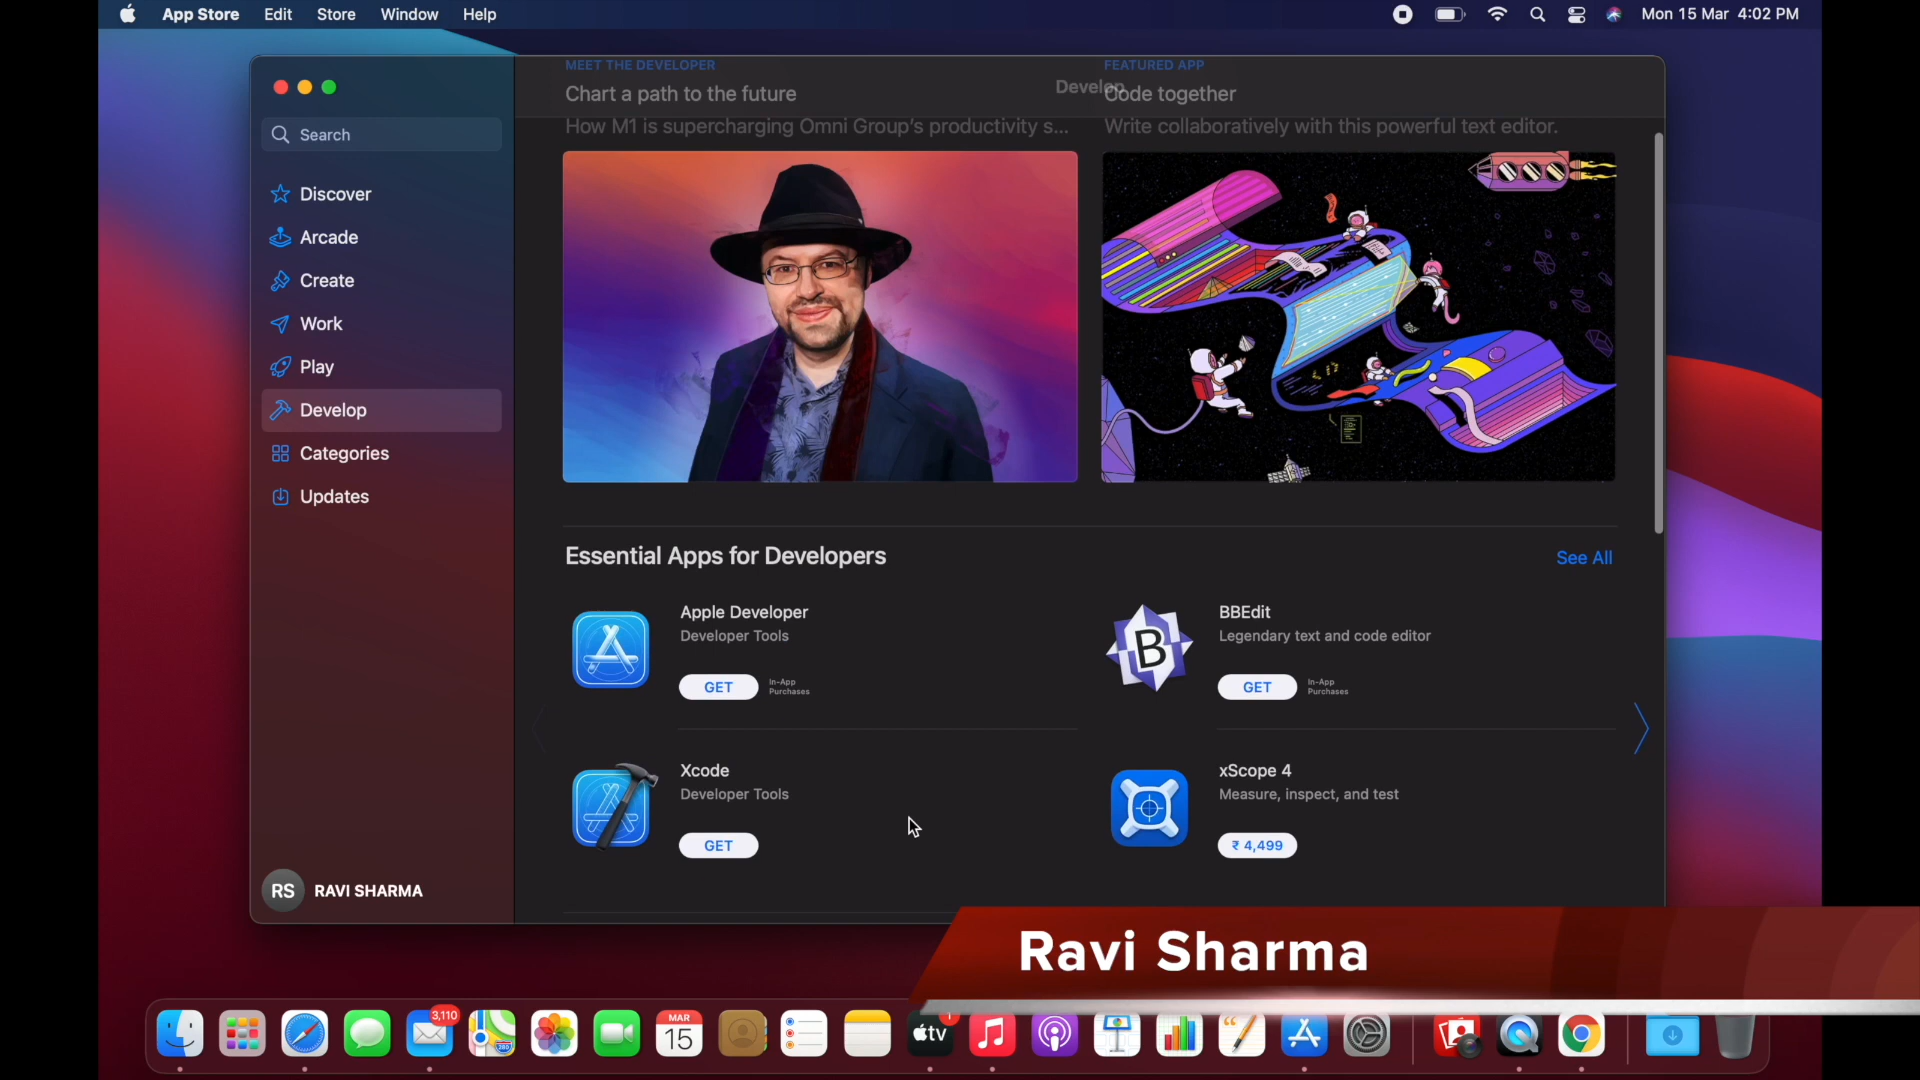 App Store Edit Store Window Help
Mon 15 Mar 4:02 PM
Search
Discover
Arcade
Create
Work
Play
Develop
Categories
Updates
RS RAVI SHARMA
Develop
MEET THE DEVELOPER
Chart a path to the future
How M1 is supercharging Omni Group's productivity s...
FEATURED APP
Code together
Write collaboratively with this powerful text editor.
Essential Apps for Developers
See All
Apple Developer
Developer Tools
GET
In-App
Purchases
B
BBEdit
Legendary text and code editor
GET
In-App
Purchases
Xcode
Developer Tools
GET
xScope 4
Measure, inspect, and test
₹ 4,499
Ravi Sharma
3,110
280
MAR
15
tv
1